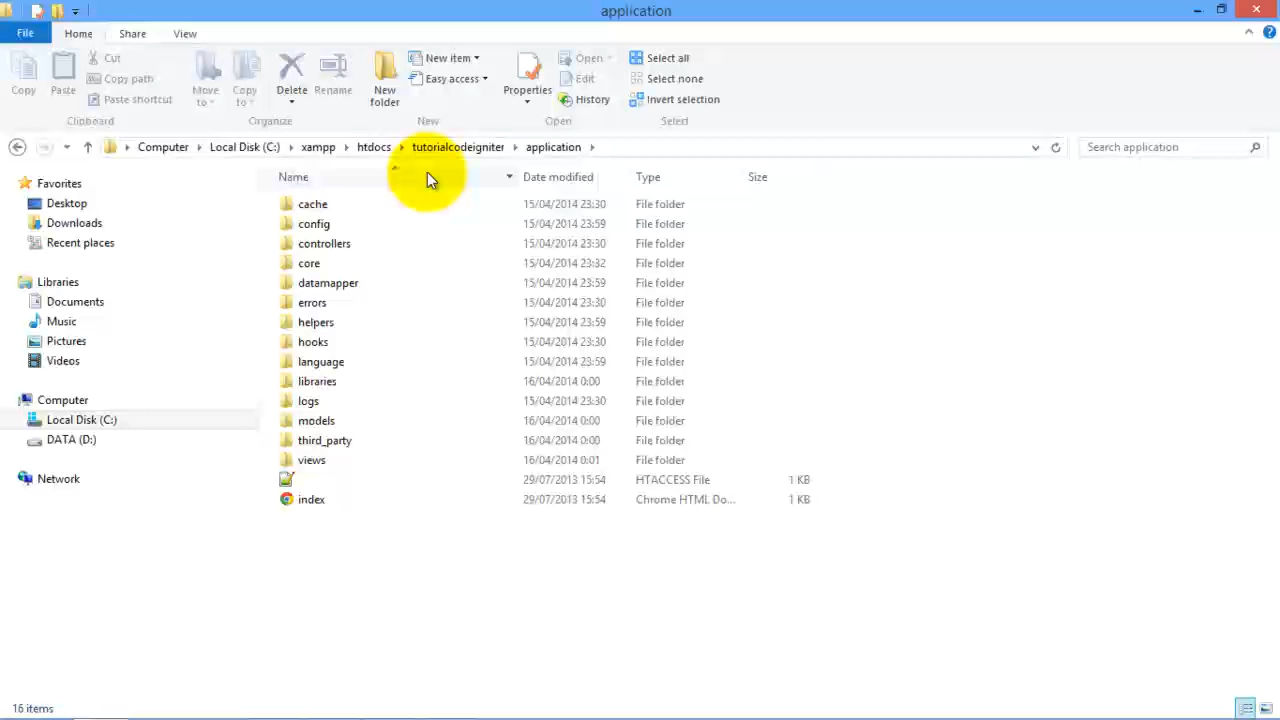 application
File Home Share View
Copy Paste Cut Copy path Paste shortcut Move to Copy to Delete Rename New folder New item Easy access Properties Open Edit History Select all Select none Invert selection
Clipboard Organize New Open Select
Computer Local Disk (C:) xampp htdocs tutorialcodeigniter application Search application
Name Date modified Type Size
Favorites
Desktop
Downloads
Recent places
Libraries
Documents
Music
Pictures
Videos
Computer
Local Disk (C:)
DATA (D:)
Network
cache 15/04/2014 23:30 File folder
config 15/04/2014 23:59 File folder
controllers 15/04/2014 23:30 File folder
core 15/04/2014 23:32 File folder
datamapper 15/04/2014 23:59 File folder
errors 15/04/2014 23:30 File folder
helpers 15/04/2014 23:59 File folder
hooks 15/04/2014 23:30 File folder
language 15/04/2014 23:59 File folder
libraries 16/04/2014 0:00 File folder
logs 15/04/2014 23:30 File folder
models 16/04/2014 0:00 File folder
third_party 16/04/2014 0:00 File folder
views 16/04/2014 0:01 File folder
29/07/2013 15:54 HTACCESS File 1 KB
index 29/07/2013 15:54 Chrome HTML Do... 1 KB
16 items